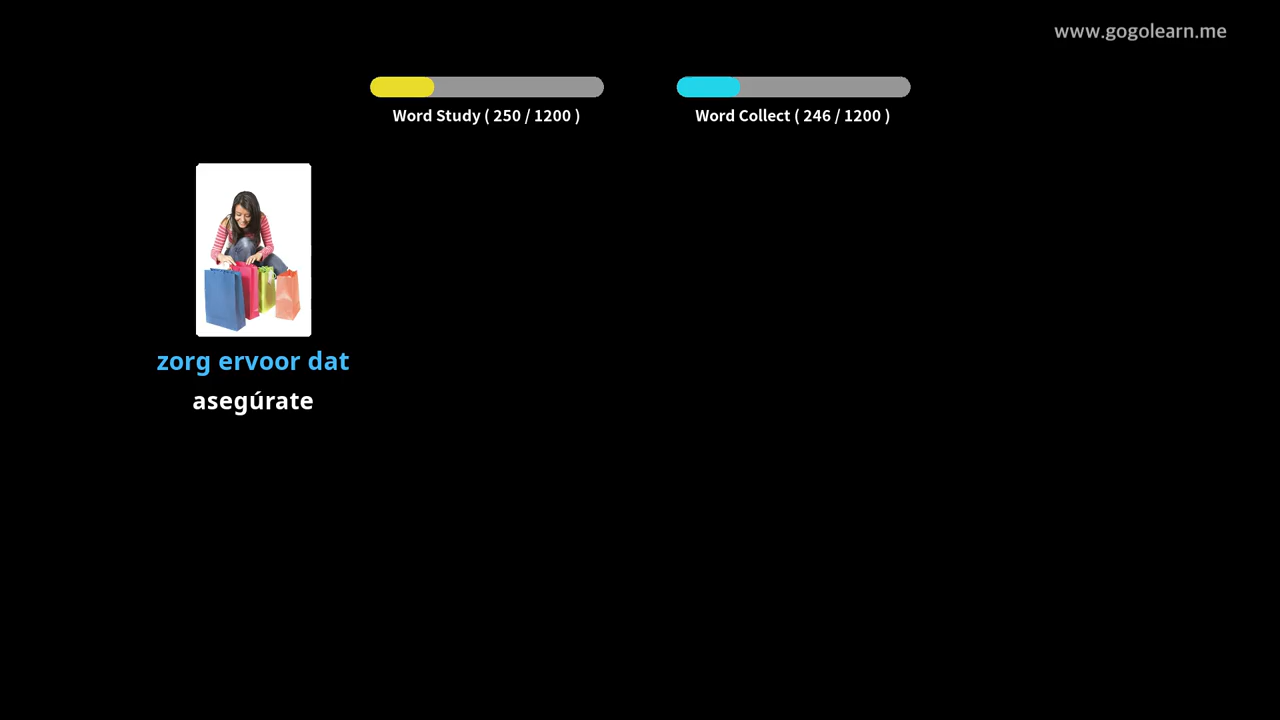 www.gogolearn.me
Word Study ( 250 / 1200 )
Word Collect ( 246 / 1200 )
zorg ervoor dat
asegúrate